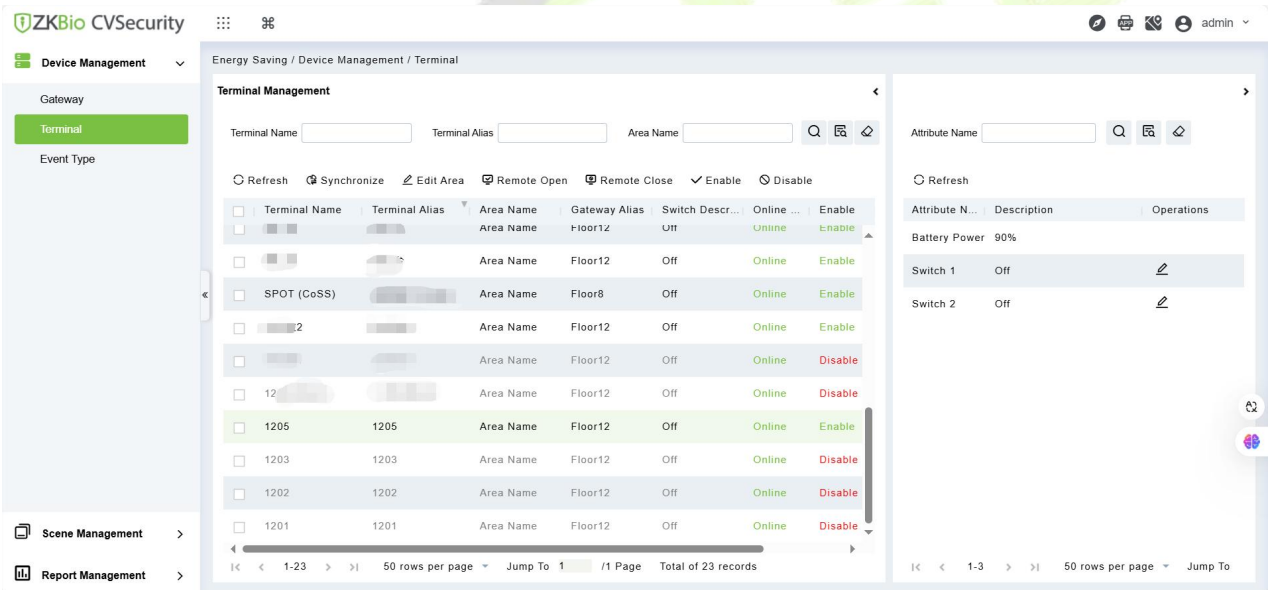 ZKBio CVSecurity
admin
Device Management
Gateway
Terminal
Event Type
Scene Management
Report Management
Energy Saving / Device Management / Terminal
Terminal Management
Terminal Name
Terminal Alias
Area Name
Refresh Synchronize Edit Area Remote Open Remote Close Enable Disable
Terminal Name Terminal Alias Area Name Gateway Alias Switch Descr... Online ... Enable
Area Name Floor12 Off Online Enable
Area Name Floor12 Off Online Enable
SPOT (CoSS) Area Name Floor8 Off Online Enable
Area Name Floor12 Off Online Enable
Area Name Floor12 Off Online Disable
Area Name Floor12 Off Online Disable
1205 1205 Area Name Floor12 Off Online Enable
1203 1203 Area Name Floor12 Off Online Disable
1202 1202 Area Name Floor12 Off Online Disable
1201 1201 Area Name Floor12 Off Online Disable
1-23 50 rows per page Jump To 1 /1 Page Total of 23 records
Attribute Name
Refresh
Attribute N... Description Operations
Battery Power 90%
Switch 1 Off
Switch 2 Off
1-3 50 rows per page Jump To